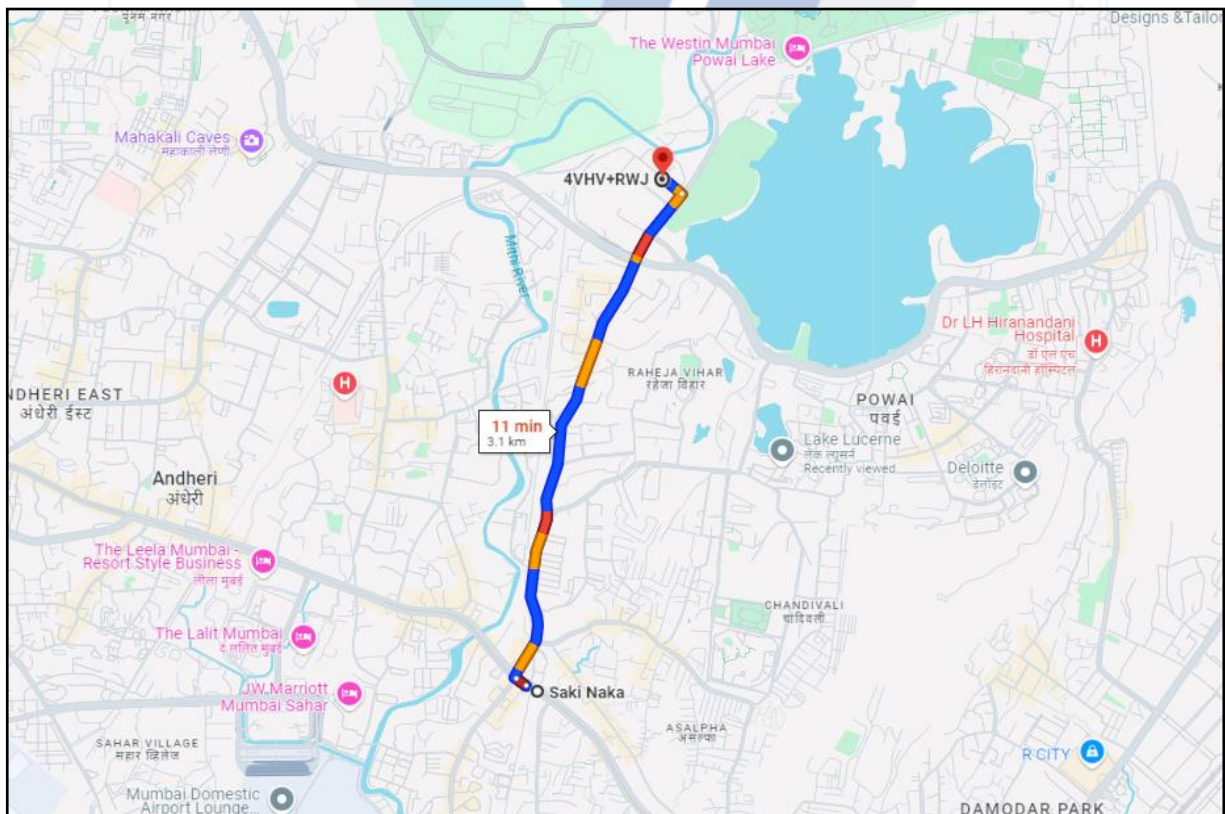 पूनम नगर
Designs &Tailor
The Westin Mumbai
Powai Lake
Mahakali Caves
महाकाली लेणी
4VHV+RWJ
Mithi River
Dr LH Hiranandani
Hospital
डॉ एल एच
हिरानंदानी हॉस्पिटल
NDHERI EAST
अंधेरी ईस्ट
RAHEJA VIHAR
रहेजा विहार
POWAI
पवई
11 min
3.1 km
Lake Lucerne
लेक ल्यूसर्न
Recently viewed
Deloitte
डेलॉइट
Andheri
अंधेरी
The Leela Mumbai -
Resort Style Business
लीला मुंबई
CHANDIVALI
चांदिवली
The Lalit Mumbai
द ललित मुंबई
JW Marriott
Mumbai Sahar
Saki Naka
ASALPHA
असल्फा
SAHAR VILLAGE
सहार व्हिलेज
R CITY
Mumbai Domestic
Airport Lounge...
DAMODAR PARK